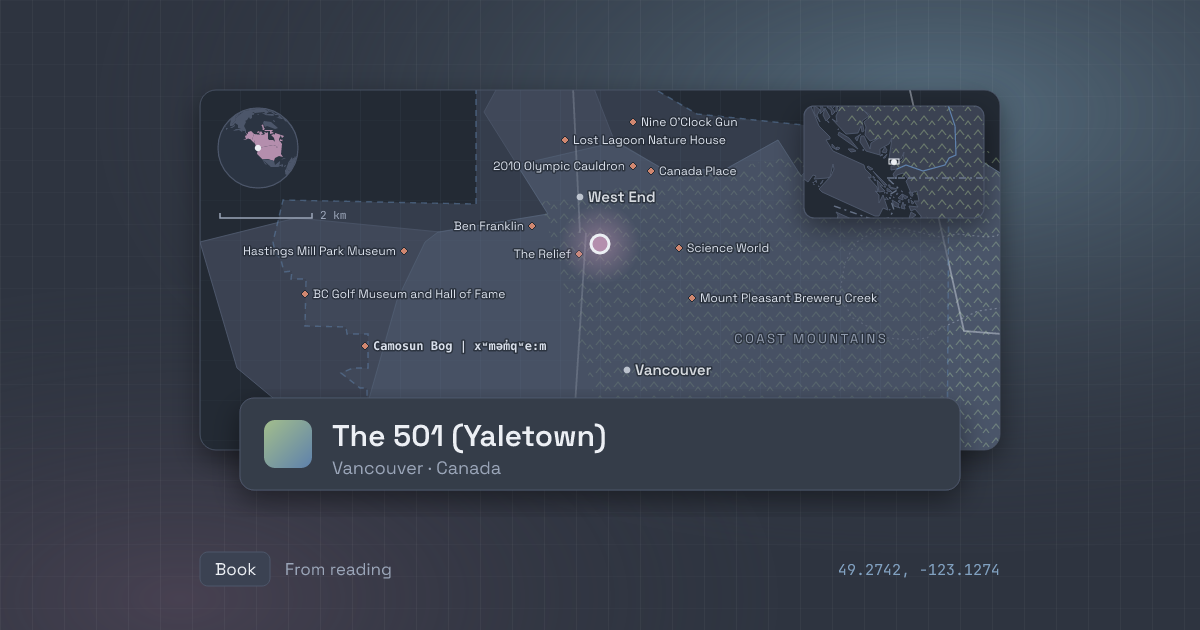 Nine O'Clock Gun
Lost Lagoon Nature House
2010 Olympic Cauldron
Canada Place
West End
2 km
Ben Franklin
Hastings Mill Park Museum
The Relief
Science World
BC Golf Museum and Hall of Fame
Mount Pleasant Brewery Creek
COAST MOUNTAINS
Camosun Bog | xʷməm̓qʷe:m
Vancouver
The 501 (Yaletown)
Vancouver · Canada
Book
From reading
49.2742, -123.1274